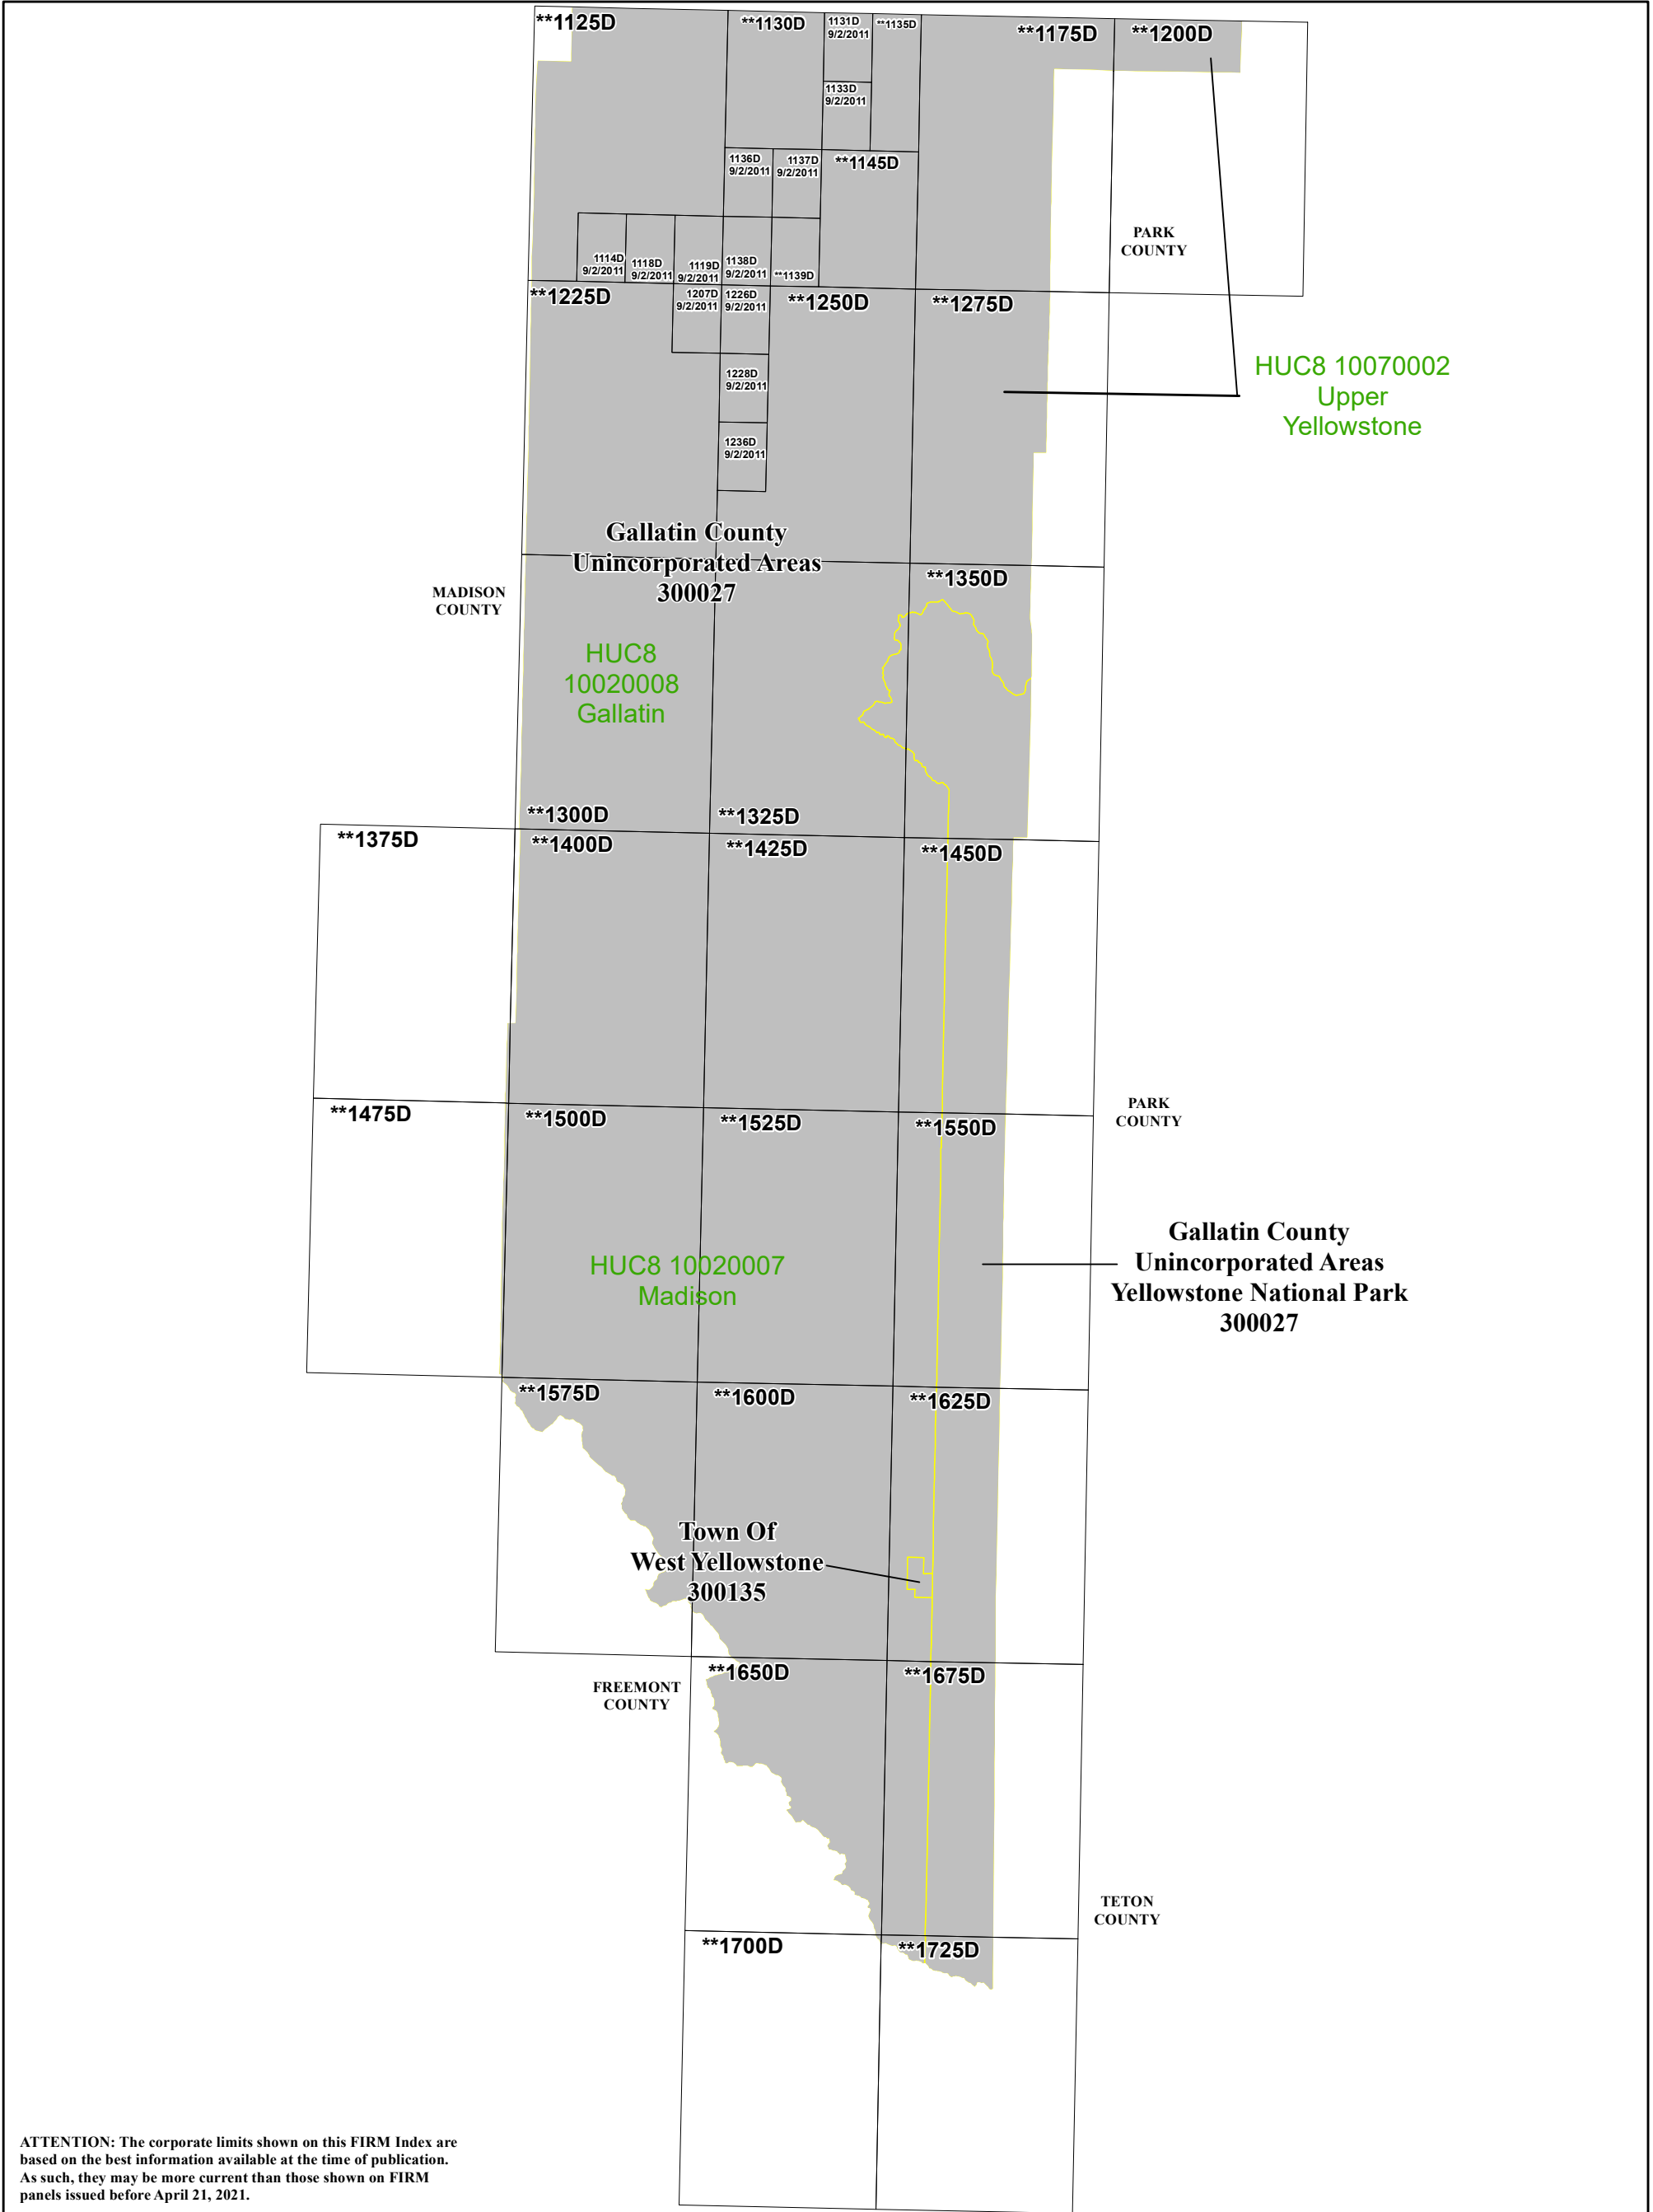 **1125D
**1130D
1131D
9/2/2011
**1135D
**1175D
**1200D
1133D
9/2/2011
1136D
9/2/2011
1137D
9/2/2011
**1145D
PARK
COUNTY
1114D
9/2/2011
1118D
9/2/2011
1119D
9/2/2011
1138D
9/2/2011
**1139D
**1225D
1207D
9/2/2011
1226D
9/2/2011
**1250D
**1275D
HUC8 10070002
Upper
Yellowstone
1228D
9/2/2011
1236D
9/2/2011
Gallatin County
Unincorporated Areas
300027
MADISON
COUNTY
**1350D
HUC8
10020008
Gallatin
**1300D
**1325D
**1375D
**1400D
**1425D
**1450D
**1475D
**1500D
**1525D
**1550D
PARK
COUNTY
HUC8 10020007
Madison
Gallatin County
Unincorporated Areas
Yellowstone National Park
300027
**1575D
**1600D
**1625D
Town Of
West Yellowstone
300135
**1650D
**1675D
FREEMONT
COUNTY
TETON
COUNTY
**1700D
**1725D
ATTENTION: The corporate limits shown on this FIRM Index are
based on the best information available at the time of publication.
As such, they may be more current than those shown on FIRM
panels issued before April 21, 2021.